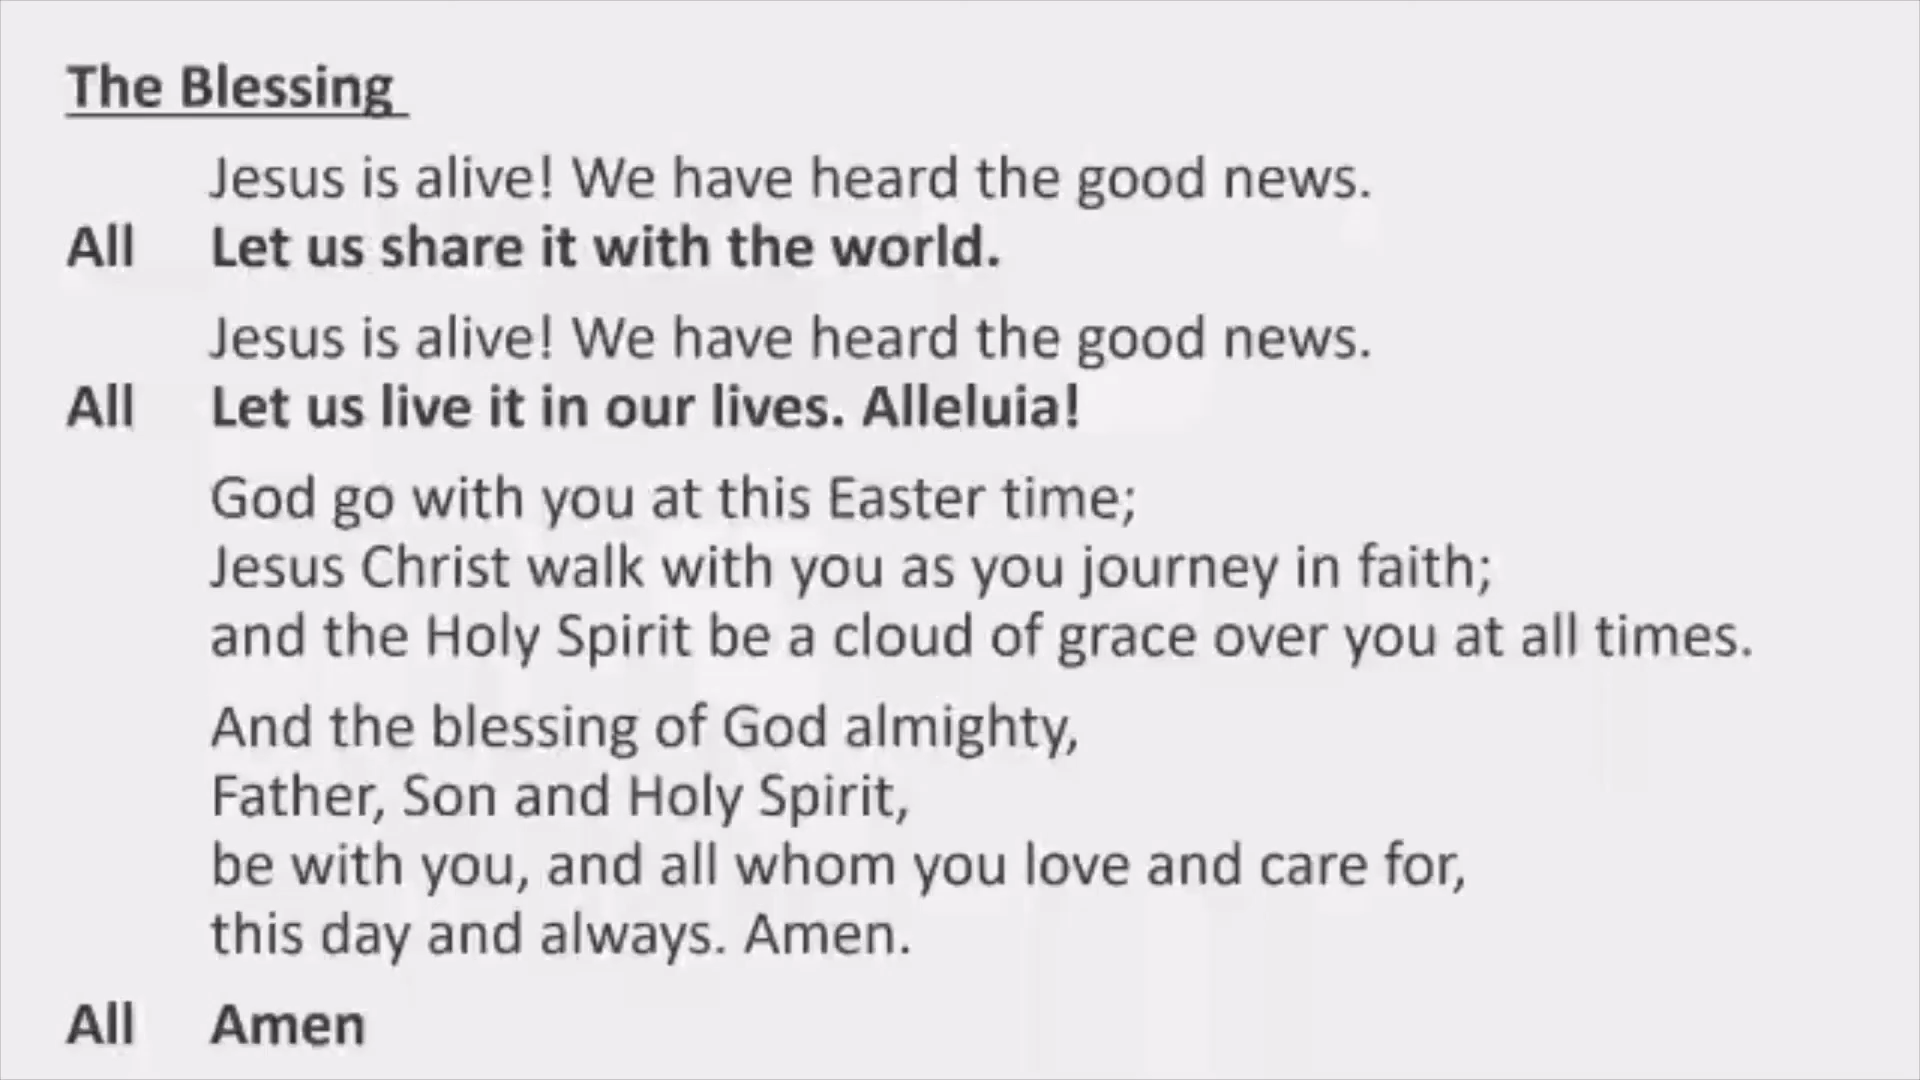 The Blessing
Jesus is alive! We have heard the good news.
All Let us share it with the world.
Jesus is alive! We have heard the good news.
All Let us live it in our lives. Alleluia!
God go with you at this Easter time;
Jesus Christ walk with you as you journey in faith;
and the Holy Spirit be a cloud of grace over you at all times.
And the blessing of God almighty,
Father, Son and Holy Spirit,
be with you, and all whom you love and care for,
this day and always. Amen.
All Amen